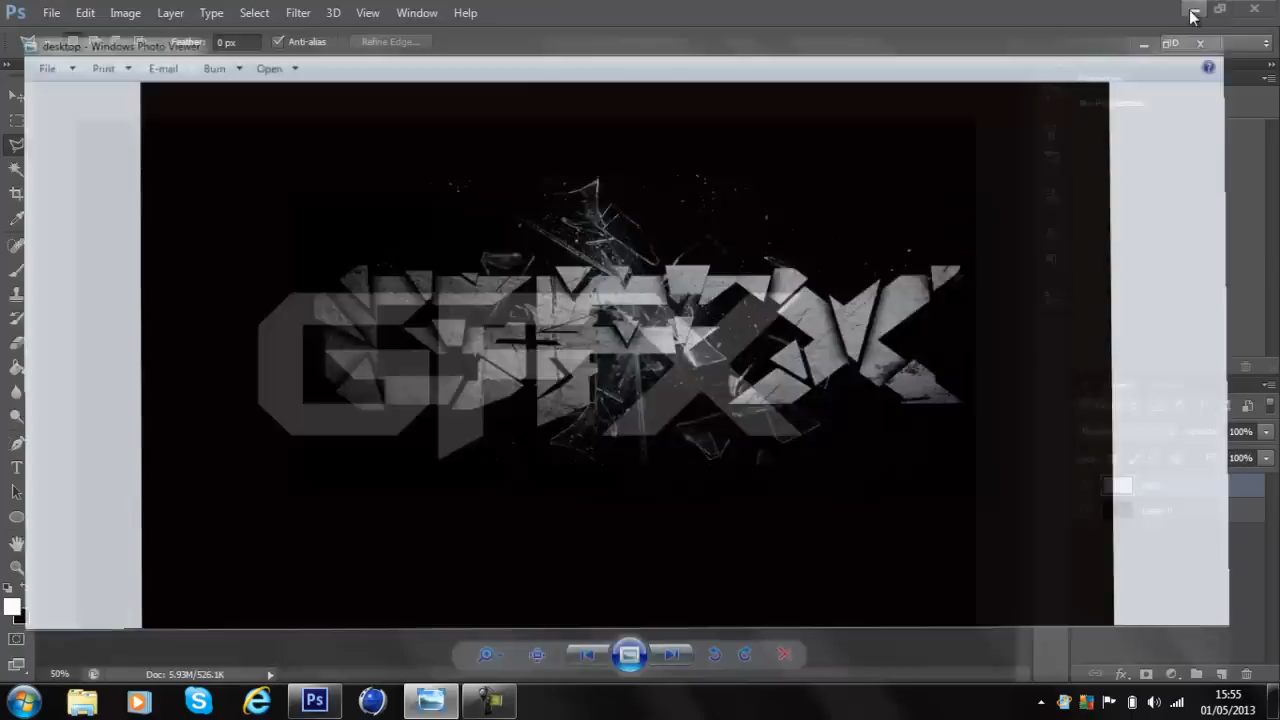 Ps File Edit Image Layer Type Select Filter 3D View Window Help
Feather: 0 px Anti-alias Refine Edge...
desktop - Windows Photo Viewer
File Print E-mail Burn Open
GFX
100%
100%
50% Doc: 5.93M/526.1K
Ps
15:55
01/05/2013